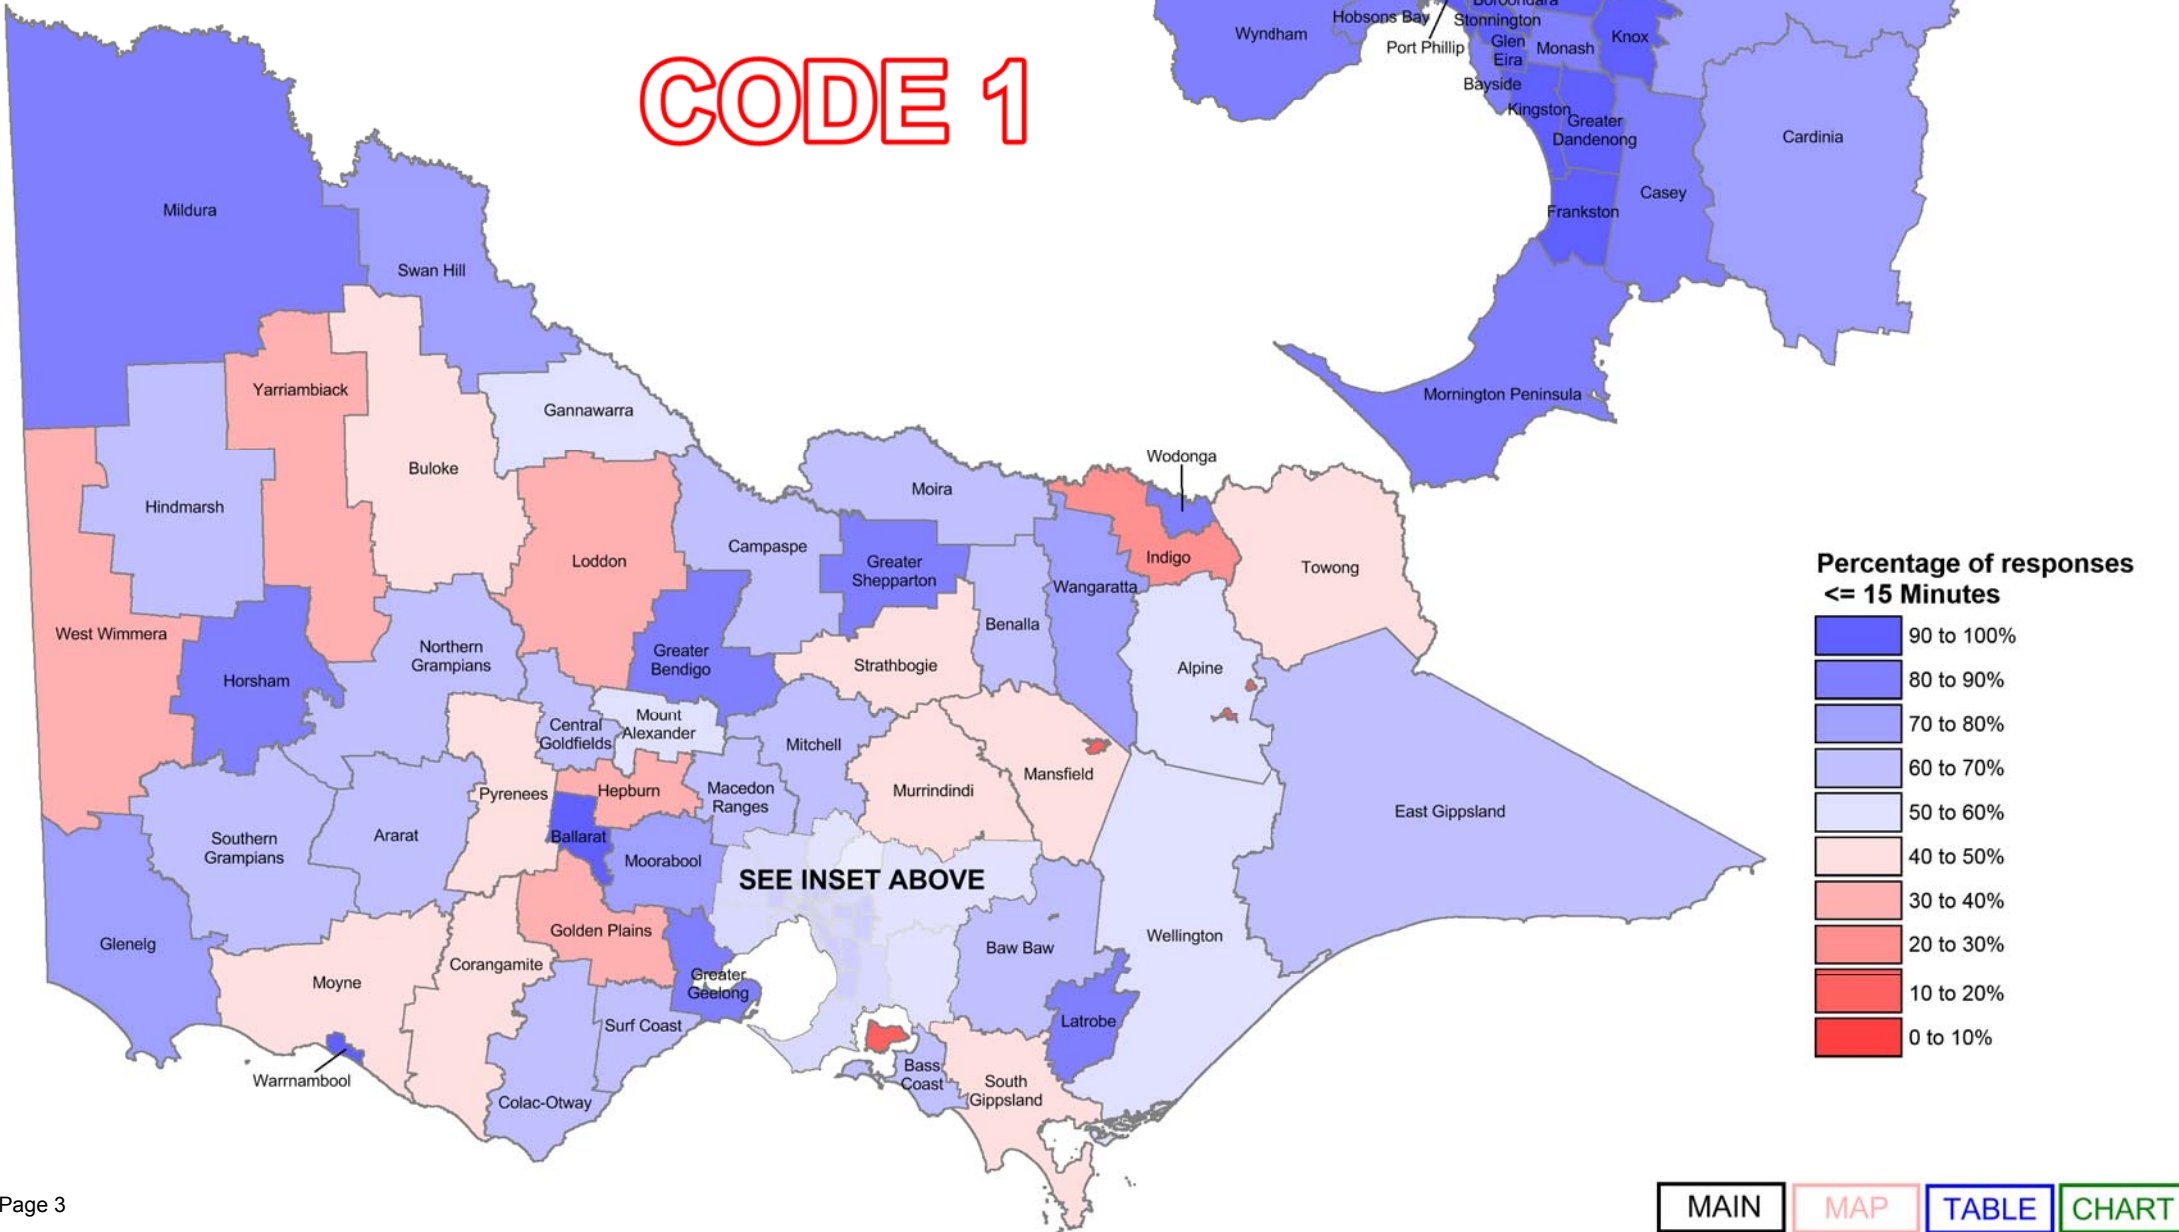 Boroondara
Hobsons Bay
Stonnington
Wyndham
Port Phillip
Glen
Eira
Monash
Knox
Bayside
Kingston
Greater
Dandenong
Cardinia
Casey
Frankston
Mornington Peninsula
CODE 1
Mildura
Swan Hill
Yarriambiack
Gannawarra
Buloke
Hindmarsh
Wodonga
Moira
Campaspe
Loddon
Greater
Shepparton
Indigo
Towong
Wangaratta
Benalla
West Wimmera
Northern
Grampians
Greater
Bendigo
Strathbogie
Alpine
Horsham
Central
Goldfields
Mount
Alexander
Mitchell
Mansfield
Pyrenees
Hepburn
Macedon
Ranges
Murrindindi
East Gippsland
Southern
Grampians
Ararat
Ballarat
Moorabool
SEE INSET ABOVE
Glenelg
Golden Plains
Wellington
Baw Baw
Moyne
Corangamite
Greater
Geelong
Latrobe
Surf Coast
Warrnambool
Bass
Coast
South
Gippsland
Colac-Otway
Percentage of responses
<= 15 Minutes
90 to 100%
80 to 90%
70 to 80%
60 to 70%
50 to 60%
40 to 50%
30 to 40%
20 to 30%
10 to 20%
0 to 10%
Page 3
MAIN
MAP
TABLE
CHART